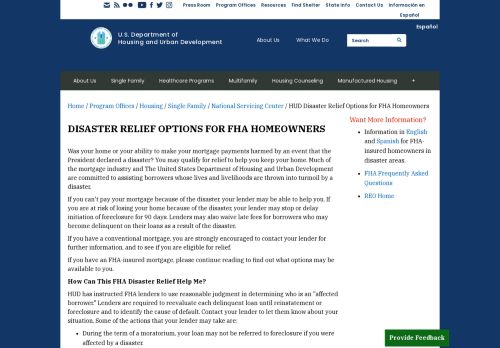 Press Room Program Offices Resources Find Shelter State Info Contact Us Información en
Español
Español
U.S. Department of
Housing and Urban Development
About Us What We Do
Search
About Us Single Family Healthcare Programs Multifamily Housing Counseling Manufactured Housing +
Home / Program Offices / Housing / Single Family / National Servicing Center / HUD Disaster Relief Options for FHA Homeowners
DISASTER RELIEF OPTIONS FOR FHA HOMEOWNERS
Was your home or your ability to make your mortgage payments harmed by an event that the
President declared a disaster? You may qualify for relief to help you keep your home. Much of
the mortgage industry and The United States Department of Housing and Urban Development
are committed to assisting borrowers whose lives and livelihoods are thrown into turmoil by a
disaster.
If you can't pay your mortgage because of the disaster, your lender may be able to help you. If
you are at risk of losing your home because of the disaster, your lender may stop or delay
initiation of foreclosure for 90 days. Lenders may also waive late fees for borrowers who may
become delinquent on their loans as a result of the disaster.
If you have a conventional mortgage, you are strongly encouraged to contact your lender for
further information, and to see if you are eligible for relief.
If you have an FHA-insured mortgage, please continue reading to find out what options may be
available to you.
How Can This FHA Disaster Relief Help Me?
HUD has instructed FHA lenders to use reasonable judgment in determining who is an "affected
borrower." Lenders are required to reevaluate each delinquent loan until reinstatement or
foreclosure and to identify the cause of default. Contact your lender to let them know about your
situation. Some of the actions that your lender may take are:
During the term of a moratorium, your loan may not be referred to foreclosure if you were
affected by a disaster.
Want More Information?
Information in English
and Spanish for FHA-
insured homeowners in
disaster areas.
FHA Frequently Asked
Questions
REO Home
Provide Feedback